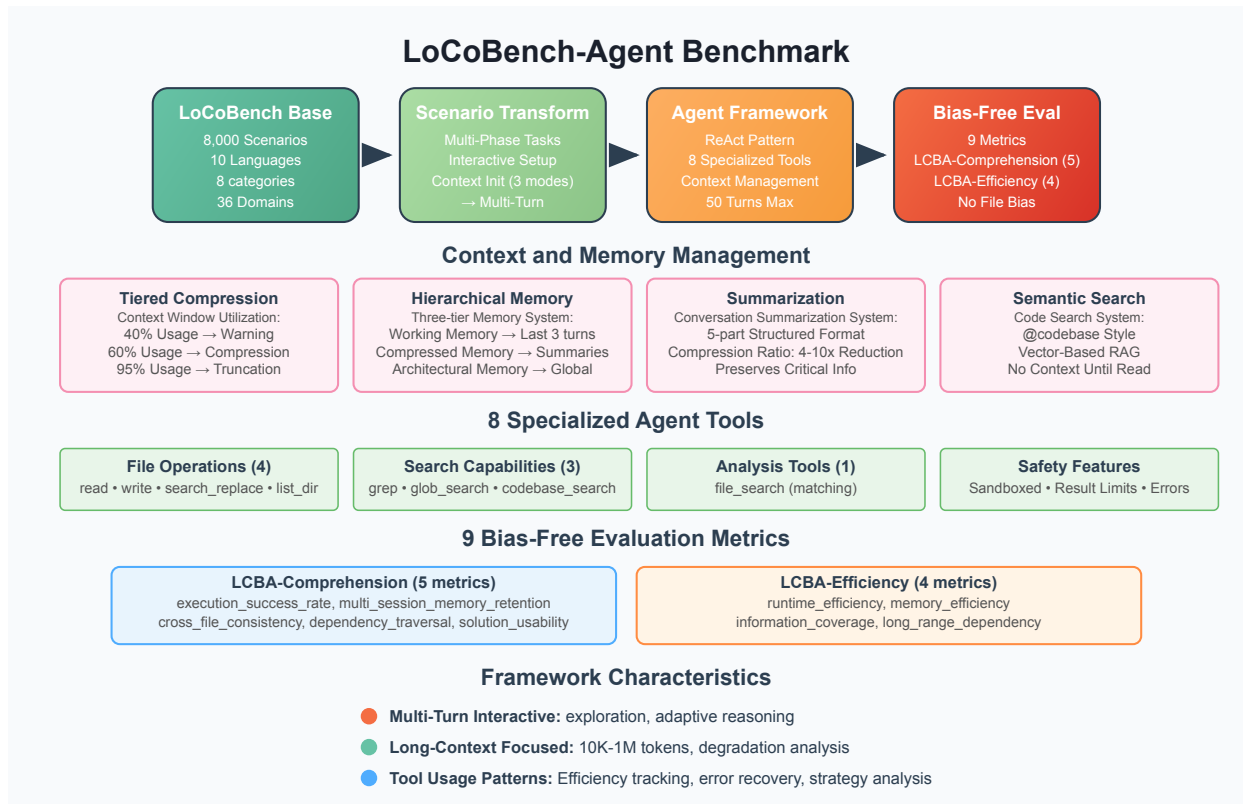 LoCoBench-Agent Benchmark
LoCoBench Base
8,000 Scenarios
10 Languages
8 categories
36 Domains
Scenario Transform
Multi-Phase Tasks
Interactive Setup
Context Init (3 modes)
→ Multi-Turn
Agent Framework
ReAct Pattern
8 Specialized Tools
Context Management
50 Turns Max
Bias-Free Eval
9 Metrics
LCBA-Comprehension (5)
LCBA-Efficiency (4)
No File Bias
Context and Memory Management
Tiered Compression
Context Window Utilization:
40% Usage → Warning
60% Usage → Compression
95% Usage → Truncation
Hierarchical Memory
Three-tier Memory System:
Working Memory → Last 3 turns
Compressed Memory → Summaries
Architectural Memory → Global
Summarization
Conversation Summarization System:
5-part Structured Format
Compression Ratio: 4-10x Reduction
Preserves Critical Info
Semantic Search
Code Search System:
@codebase Style
Vector-Based RAG
No Context Until Read
8 Specialized Agent Tools
File Operations (4)
read • write • search_replace • list_dir
Search Capabilities (3)
grep • glob_search • codebase_search
Analysis Tools (1)
file_search (matching)
Safety Features
Sandboxed • Result Limits • Errors
9 Bias-Free Evaluation Metrics
LCBA-Comprehension (5 metrics)
execution_success_rate, multi_session_memory_retention
cross_file_consistency, dependency_traversal, solution_usability
LCBA-Efficiency (4 metrics)
runtime_efficiency, memory_efficiency
information_coverage, long_range_dependency
Framework Characteristics
Multi-Turn Interactive: exploration, adaptive reasoning
Long-Context Focused: 10K-1M tokens, degradation analysis
Tool Usage Patterns: Efficiency tracking, error recovery, strategy analysis